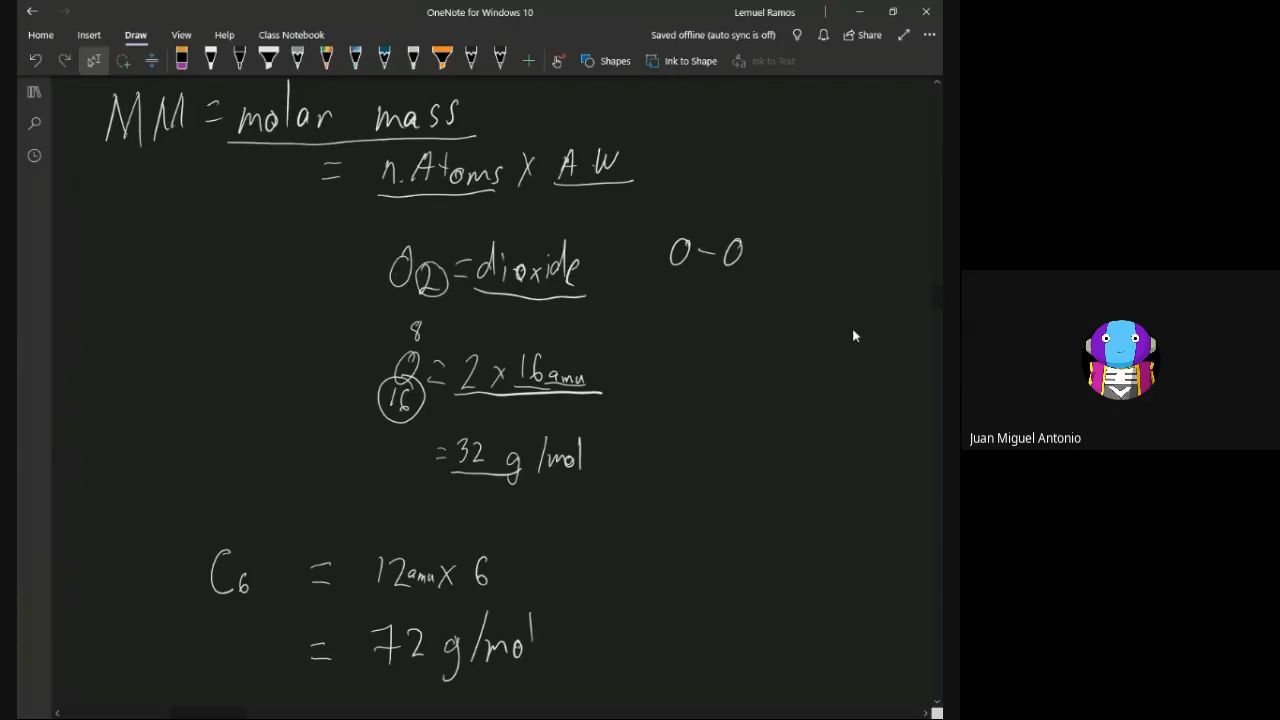 OneNote for Windows 10
Lemuel Ramos
Home Insert Draw View Help Class Notebook
Saved offline (auto sync is off)
Share
Shapes
Ink to Shape
Ink to Text
MM = molar mass
= n.Atoms x AW
O2 = dioxide O-O
8
O = 2 x 16amu
16
= 32 g/mol
C6 = 12amu x 6
= 72 g/mol
Juan Miguel Antonio